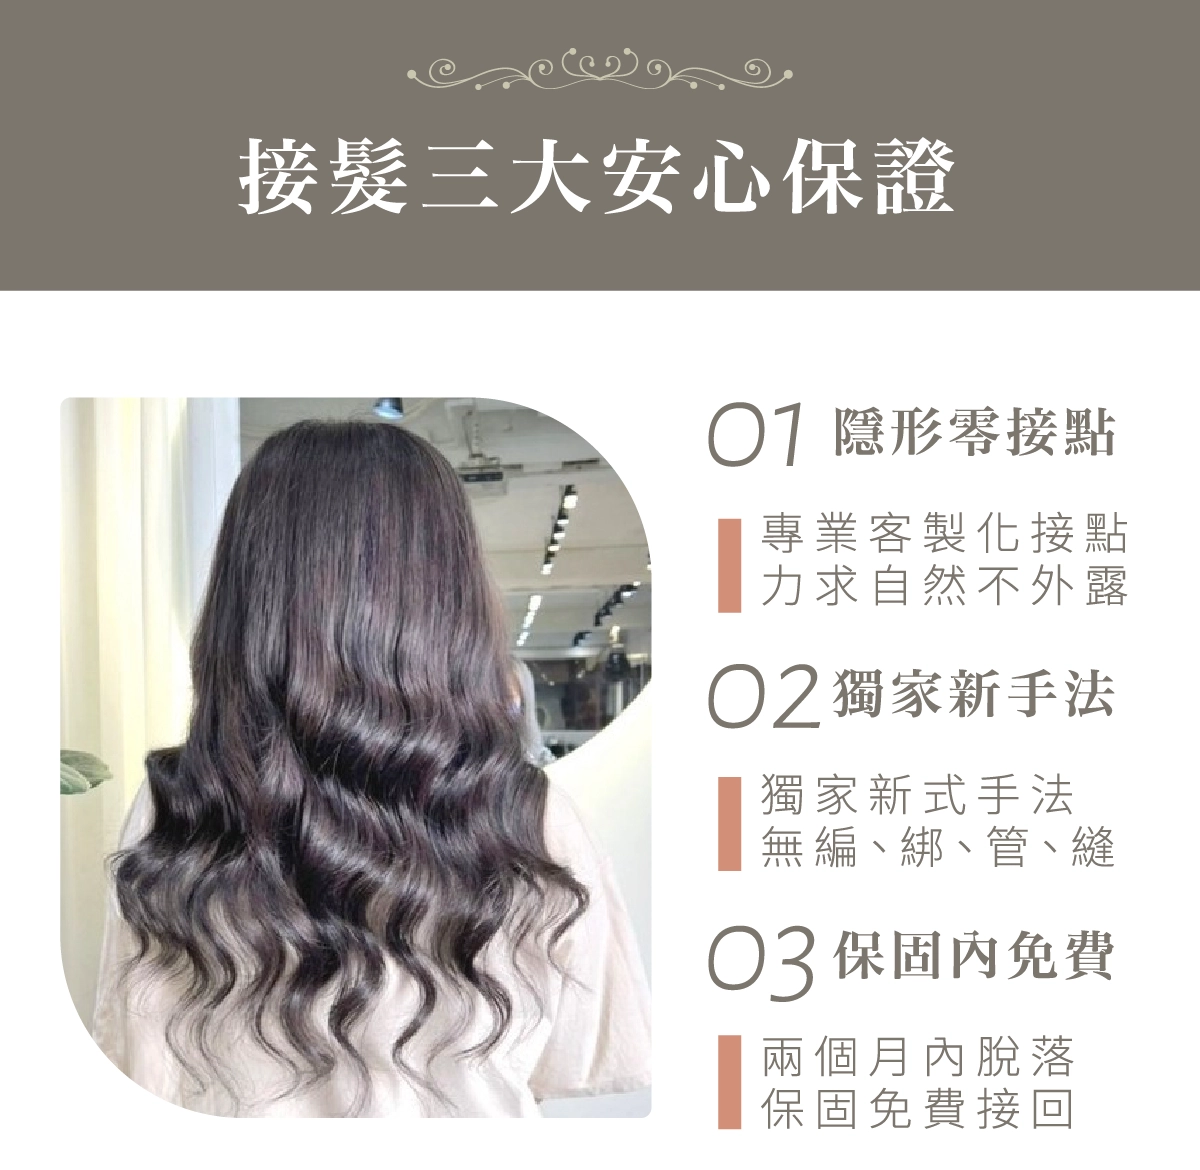 接髮三大安心保證
01 隱形零接點
專業客製化接點
力求自然不外露
02 獨家新手法
獨家新式手法
無編、綁、管、縫
03 保固內免費
兩個月內脫落
保固免費接回